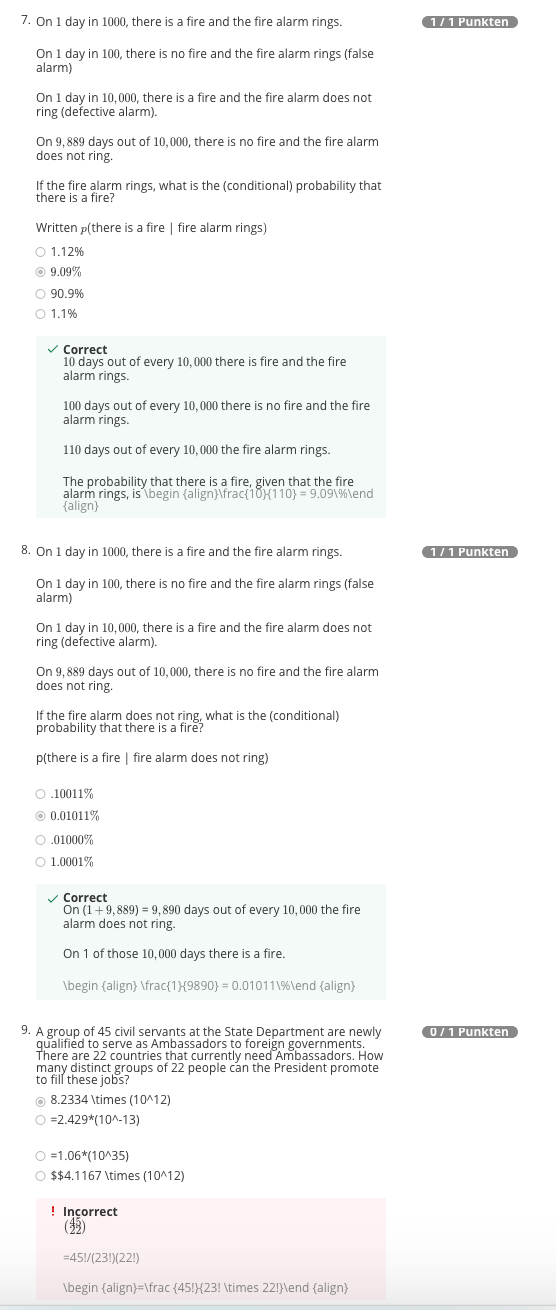 7. On 1 day in 1000, there is a fire and the fire alarm rings.
1 / 1 Punkten
On 1 day in 100, there is no fire and the fire alarm rings (false
alarm)
On 1 day in 10,000, there is a fire and the fire alarm does not
ring (defective alarm).
On 9,889 days out of 10,000, there is no fire and the fire alarm
does not ring.
If the fire alarm rings, what is the (conditional) probability that
there is a fire?
Written p(there is a fire | fire alarm rings)
1.12%
9.09%
90.9%
1.1%
Correct
10 days out of every 10,000 there is fire and the fire
alarm rings.
100 days out of every 10,000 there is no fire and the fire
alarm rings.
110 days out of every 10,000 the fire alarm rings.
The probability that there is a fire, given that the fire
alarm rings, is \begin {align}\frac{10}{110} = 9.09\%\end
{align}
8. On 1 day in 1000, there is a fire and the fire alarm rings.
1 / 1 Punkten
On 1 day in 100, there is no fire and the fire alarm rings (false
alarm)
On 1 day in 10,000, there is a fire and the fire alarm does not
ring (defective alarm).
On 9,889 days out of 10,000, there is no fire and the fire alarm
does not ring.
If the fire alarm does not ring, what is the (conditional)
probability that there is a fire?
p(there is a fire | fire alarm does not ring)
.10011%
0.01011%
.01000%
1.0001%
Correct
On (1 + 9,889) = 9,890 days out of every 10,000 the fire
alarm does not ring.
On 1 of those 10,000 days there is a fire.
\begin {align} \frac{1}{9890} = 0.01011\%\end {align}
9. A group of 45 civil servants at the State Department are newly
0 / 1 Punkten
qualified to serve as Ambassadors to foreign governments.
There are 22 countries that currently need Ambassadors. How
many distinct groups of 22 people can the President promote
to fill these jobs?
8.2334 \times (10^12)
=2.429*(10^-13)
=1.06*(10^35)
$$4.1167 \times (10^12)
Incorrect
(45
22)
=45!/(23!)(22!)
\begin {align}=\frac {45!}{23! \times 22!}\end {align}